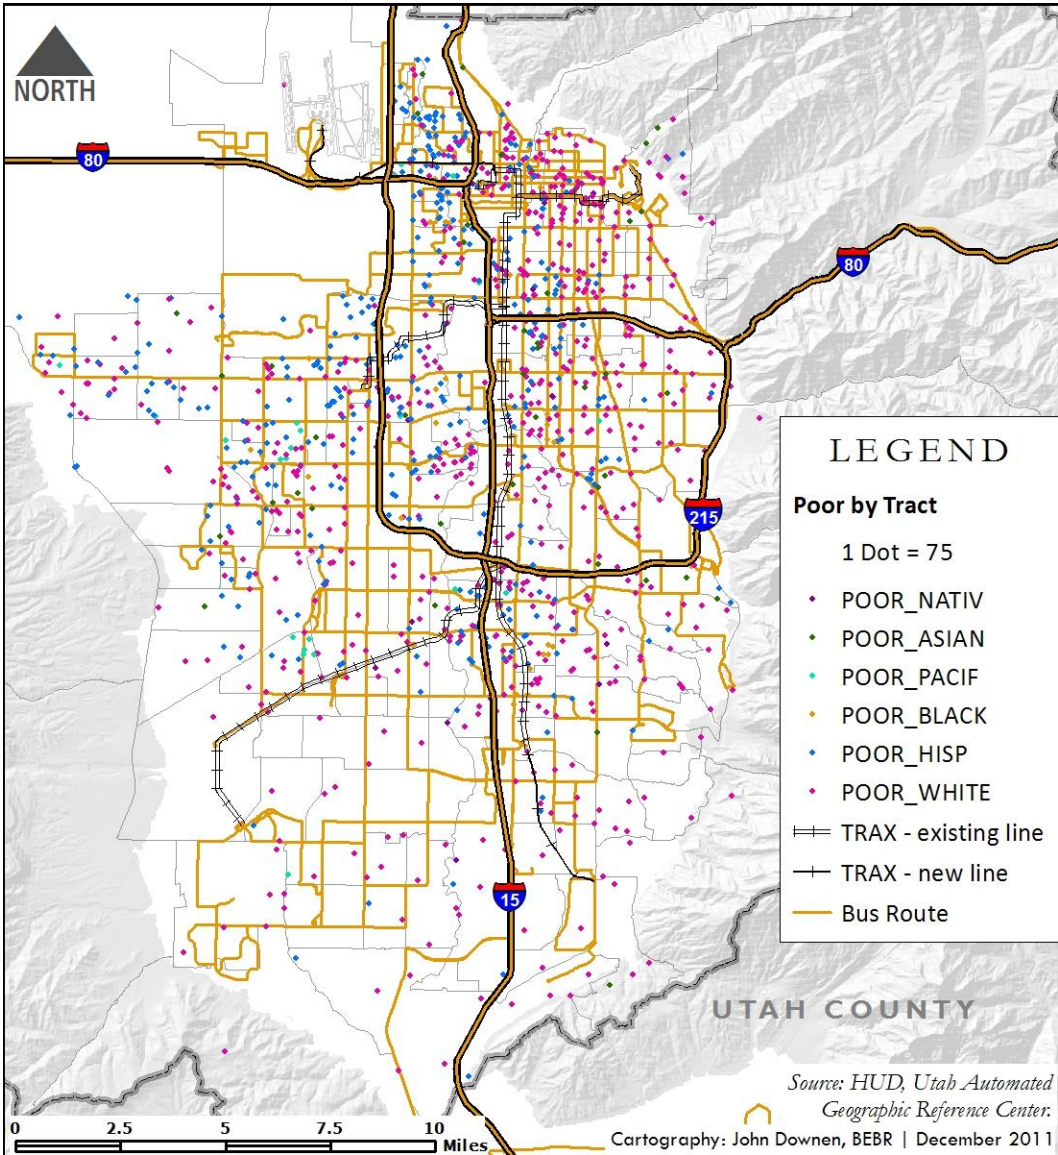 NORTH
80
80
LEGEND
Poor by Tract
1 Dot = 75
215
POOR_NATIV
POOR_ASIAN
POOR_PACIF
POOR_BLACK
POOR_HISP
POOR_WHITE
TRAX - existing line
TRAX - new line
Bus Route
15
UTAH COUNTY
Source: HUD, Utah Automated
Geographic Reference Center.
0 2.5 5 7.5 10
Miles
Cartography: John Downen, BEBR | December 2011